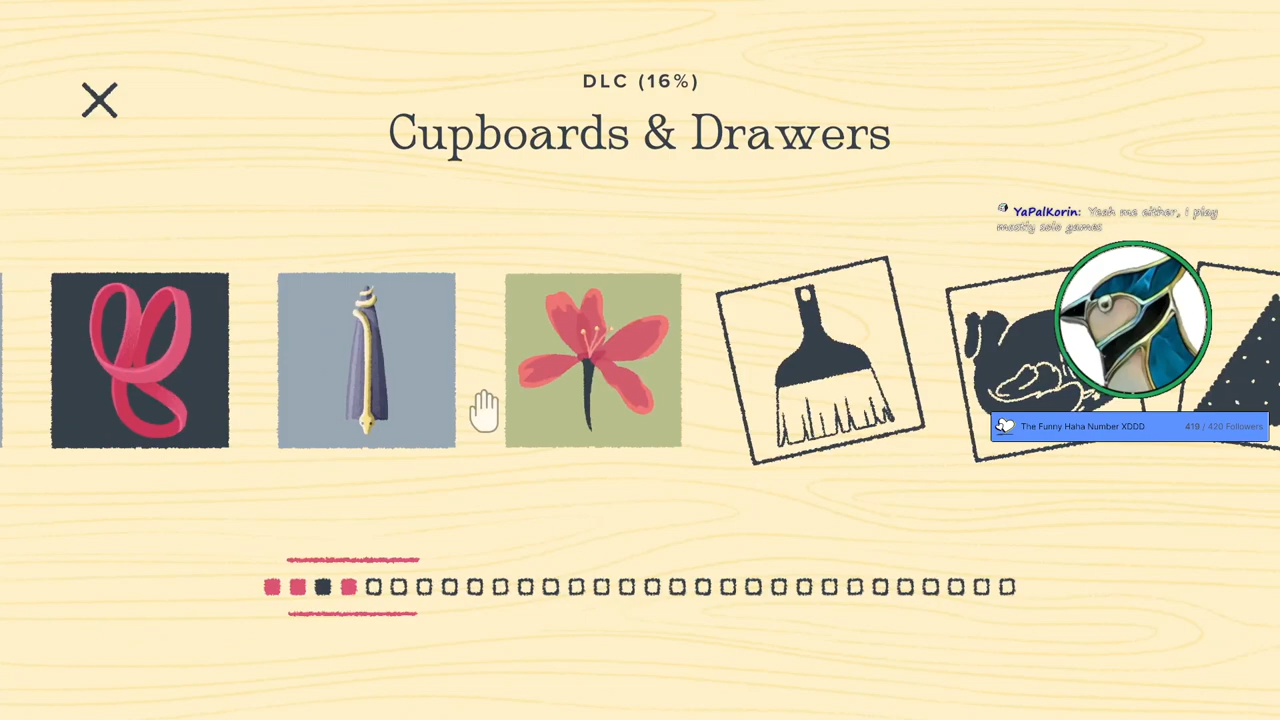 DLC (16%)
Cupboards & Drawers
YaPalKorin: Yeah me either, I play
mostly solo games
The Funny Haha Number XDDD 419 / 420 Followers